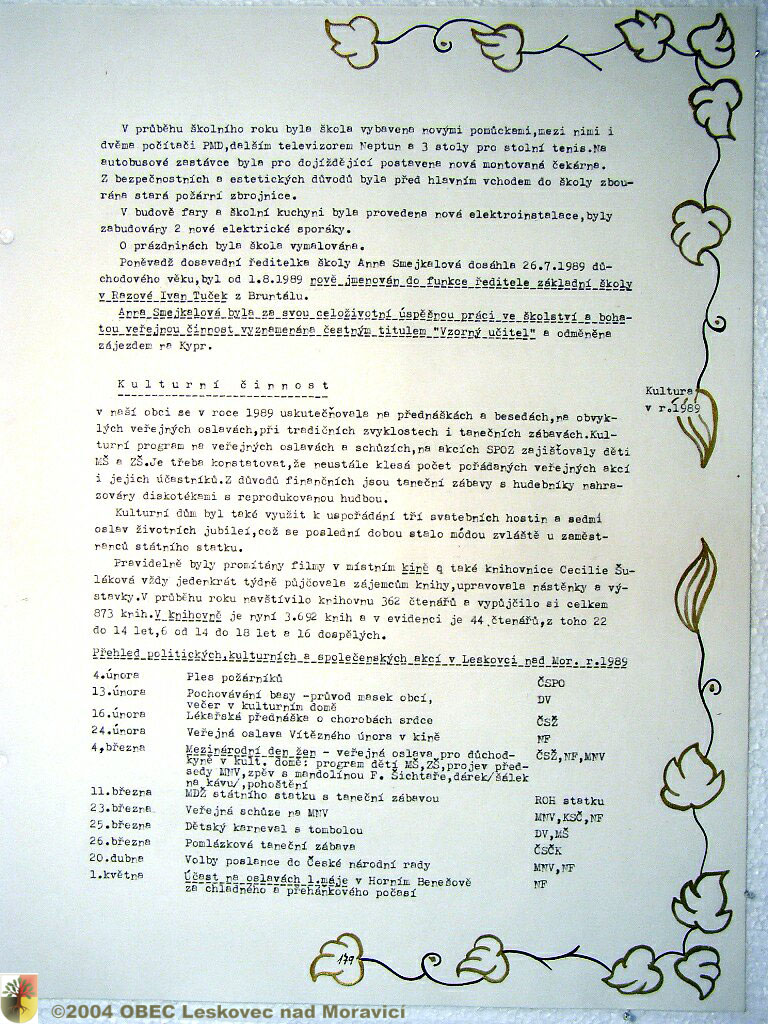 V průběhu školního roku byla škola vybavena novými pomůckami,mezi nimi i
dvěma počítači PMD,dalším televizorem Neptun a 3 stoly pro stolní tenis.Na
autobusové zastávce byla pro dojíždějící postavena nová montovaná čekárna.
Z bezpečnostních a estetických důvodů byla před hlavním vchodem do školy zbou-
rána stará požární zbrojnice.
V budově fary a školní kuchyni byla provedena nová elektroinstalace,byly
zabudovány 2 nové elektrické sporáky.
O prázdninách byla škola vymalována.
Poněvadž dosavadní ředitelka školy Anna Smejkalová dosáhla 26.7.1989 dů-
chodového věku,byl od 1.8.1989 nově jmenován do funkce ředitele základní školy
v Razové Ivan Tuček z Bruntálu.
Anna Smejkalová byla za svou celoživotní úspěšnou práci ve školství a boha-
tou veřejnou činnost vyznamenána čestným titulem "Vzorný učitel" a odměněna
zájezdem na Kypr.
Kulturní činnost
Kultura
v r.1989
v naší obci se v roce 1989 uskutečňovala na přednáškách a besedách,na obvyk-
lých veřejných oslavách,při tradičních zvyklostech i tanečních zábavách.Kul-
turní program na veřejných oslavách a schůzích,na akcích SPOZ zajišťovaly děti
MŠ a ZŠ.Je třeba konstatovat,že neustále klesá počet pořádaných veřejných akcí
i jejich účastníků.Z důvodů finančních jsou taneční zábavy s hudebníky nahra-
zovány diskotékami s reprodukovanou hudbou.
Kulturní dům byl také využit k uspořádání tří svatebních hostin a sedmi
oslav životních jubileí,což se poslední dobou stalo módou zvláště u zaměst-
nanců státního statku.
Pravidelně byly promítány filmy v místním kině a také knihovnice Cecilie Šu-
láková vždy jedenkrát týdně půjčovala zájemcům knihy,upravovala nástěnky a vý-
stavky.V průběhu roku navštívilo knihovnu 362 čtenářů a vypůjčilo si celkem
873 knih.V knihovně je nyní 3.692 knih a v evidenci je 44 čtenářů,z toho 22
do 14 let,6 od 14 do 18 let a 16 dospělých.
Přehled politických,kulturních a společenských akcí v Leskovci nad Mor. r.1989
4.února Ples požárníků ČSPO
13.února Pochovávání basy -průvod masek obcí, DV
večer v kulturním domě
16.února Lékařská přednáška o chorobách srdce ČSŽ
24.února Veřejná oslava Vítězného února v kině NF
4,března Mezinárodní den žen - veřejná oslava pro důchod- ČSŽ,NF,MNV
kyně v kult. domě: program dětí MŠ,ZŠ,projev před-
sedy MNV,zpěv s mandolínou F. Šichtaře,dárek/šálek
na kávu/,pohoštění
11.března MDŽ státního statku s taneční zábavou ROH statku
23.března Veřejná schůze na MNV MNV,KSČ,NF
25.března Dětský karneval s tombolou DV,MŠ
26.března Pomlázková taneční zábava ČSČK
20.dubna Volby poslance do České národní rady MNV,NF
1.května Účast na oslavách 1.máje v Horním Benešově NF
za chladného a přeháňkového počasí
179
©2004 OBEC Leskovec nad Moravicí